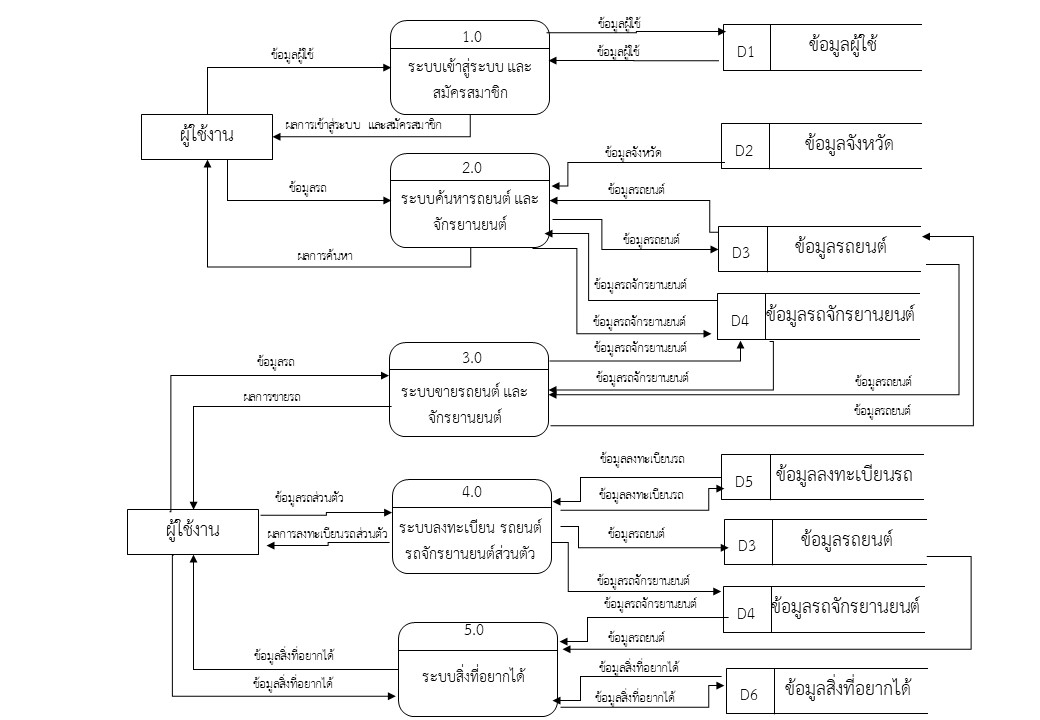 ข้อมูลผู้ใช้
1.0
ระบบเข้าสู่ระบบ และ
สมัครสมาชิก
ข้อมูลผู้ใช้
ข้อมูลผู้ใช้
D1
ข้อมูลผู้ใช้
ผู้ใช้งาน
ผลการเข้าสู่ระบบ และสมัครสมาชิก
ข้อมูลรถ
2.0
ระบบค้นหารถยนต์ และ
จักรยานยนต์
ข้อมูลจังหวัด
D2
ข้อมูลจังหวัด
ข้อมูลรถยนต์
ข้อมูลรถยนต์
D3
ข้อมูลรถยนต์
ผลการค้นหา
ข้อมูลรถจักรยานยนต์
ข้อมูลรถจักรยานยนต์
D4
ข้อมูลรถจักรยานยนต์
ข้อมูลรถ
ผลการขายรถ
3.0
ระบบขายรถยนต์ และ
จักรยานยนต์
ข้อมูลรถจักรยานยนต์
ข้อมูลรถจักรยานยนต์
ข้อมูลรถยนต์
ข้อมูลรถยนต์
ผู้ใช้งาน
ข้อมูลรถส่วนตัว
ผลการลงทะเบียนรถส่วนตัว
4.0
ระบบลงทะเบียน รถยนต์
รถจักรยานยนต์ส่วนตัว
ข้อมูลลงทะเบียนรถ
ข้อมูลลงทะเบียนรถ
D5
ข้อมูลลงทะเบียนรถ
ข้อมูลรถยนต์
D3
ข้อมูลรถยนต์
ข้อมูลรถจักรยานยนต์
ข้อมูลรถจักรยานยนต์
D4
ข้อมูลรถจักรยานยนต์
ข้อมูลรถยนต์
5.0
ระบบสิ่งที่อยากได้
ข้อมูลสิ่งที่อยากได้
ข้อมูลสิ่งที่อยากได้
ข้อมูลสิ่งที่อยากได้
ข้อมูลสิ่งที่อยากได้
D6
ข้อมูลสิ่งที่อยากได้